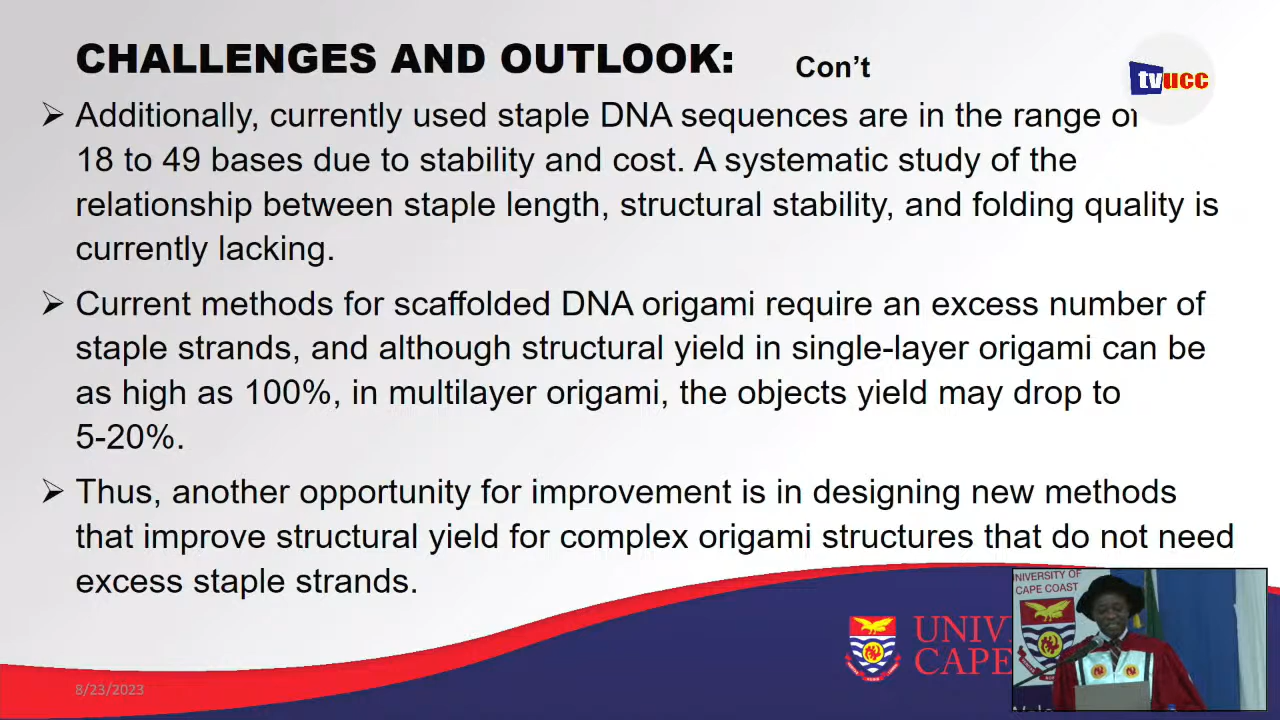 CHALLENGES AND OUTLOOK: Con't
tvucc
➢ Additionally, currently used staple DNA sequences are in the range of
18 to 49 bases due to stability and cost. A systematic study of the
relationship between staple length, structural stability, and folding quality is
currently lacking.
➢ Current methods for scaffolded DNA origami require an excess number of
staple strands, and although structural yield in single-layer origami can be
as high as 100%, in multilayer origami, the objects yield may drop to
5-20%.
➢ Thus, another opportunity for improvement is in designing new methods
that improve structural yield for complex origami structures that do not need
excess staple strands.
UNIVERSITY OF
CAPE COAST
UNIV
CAPE
8/23/2023